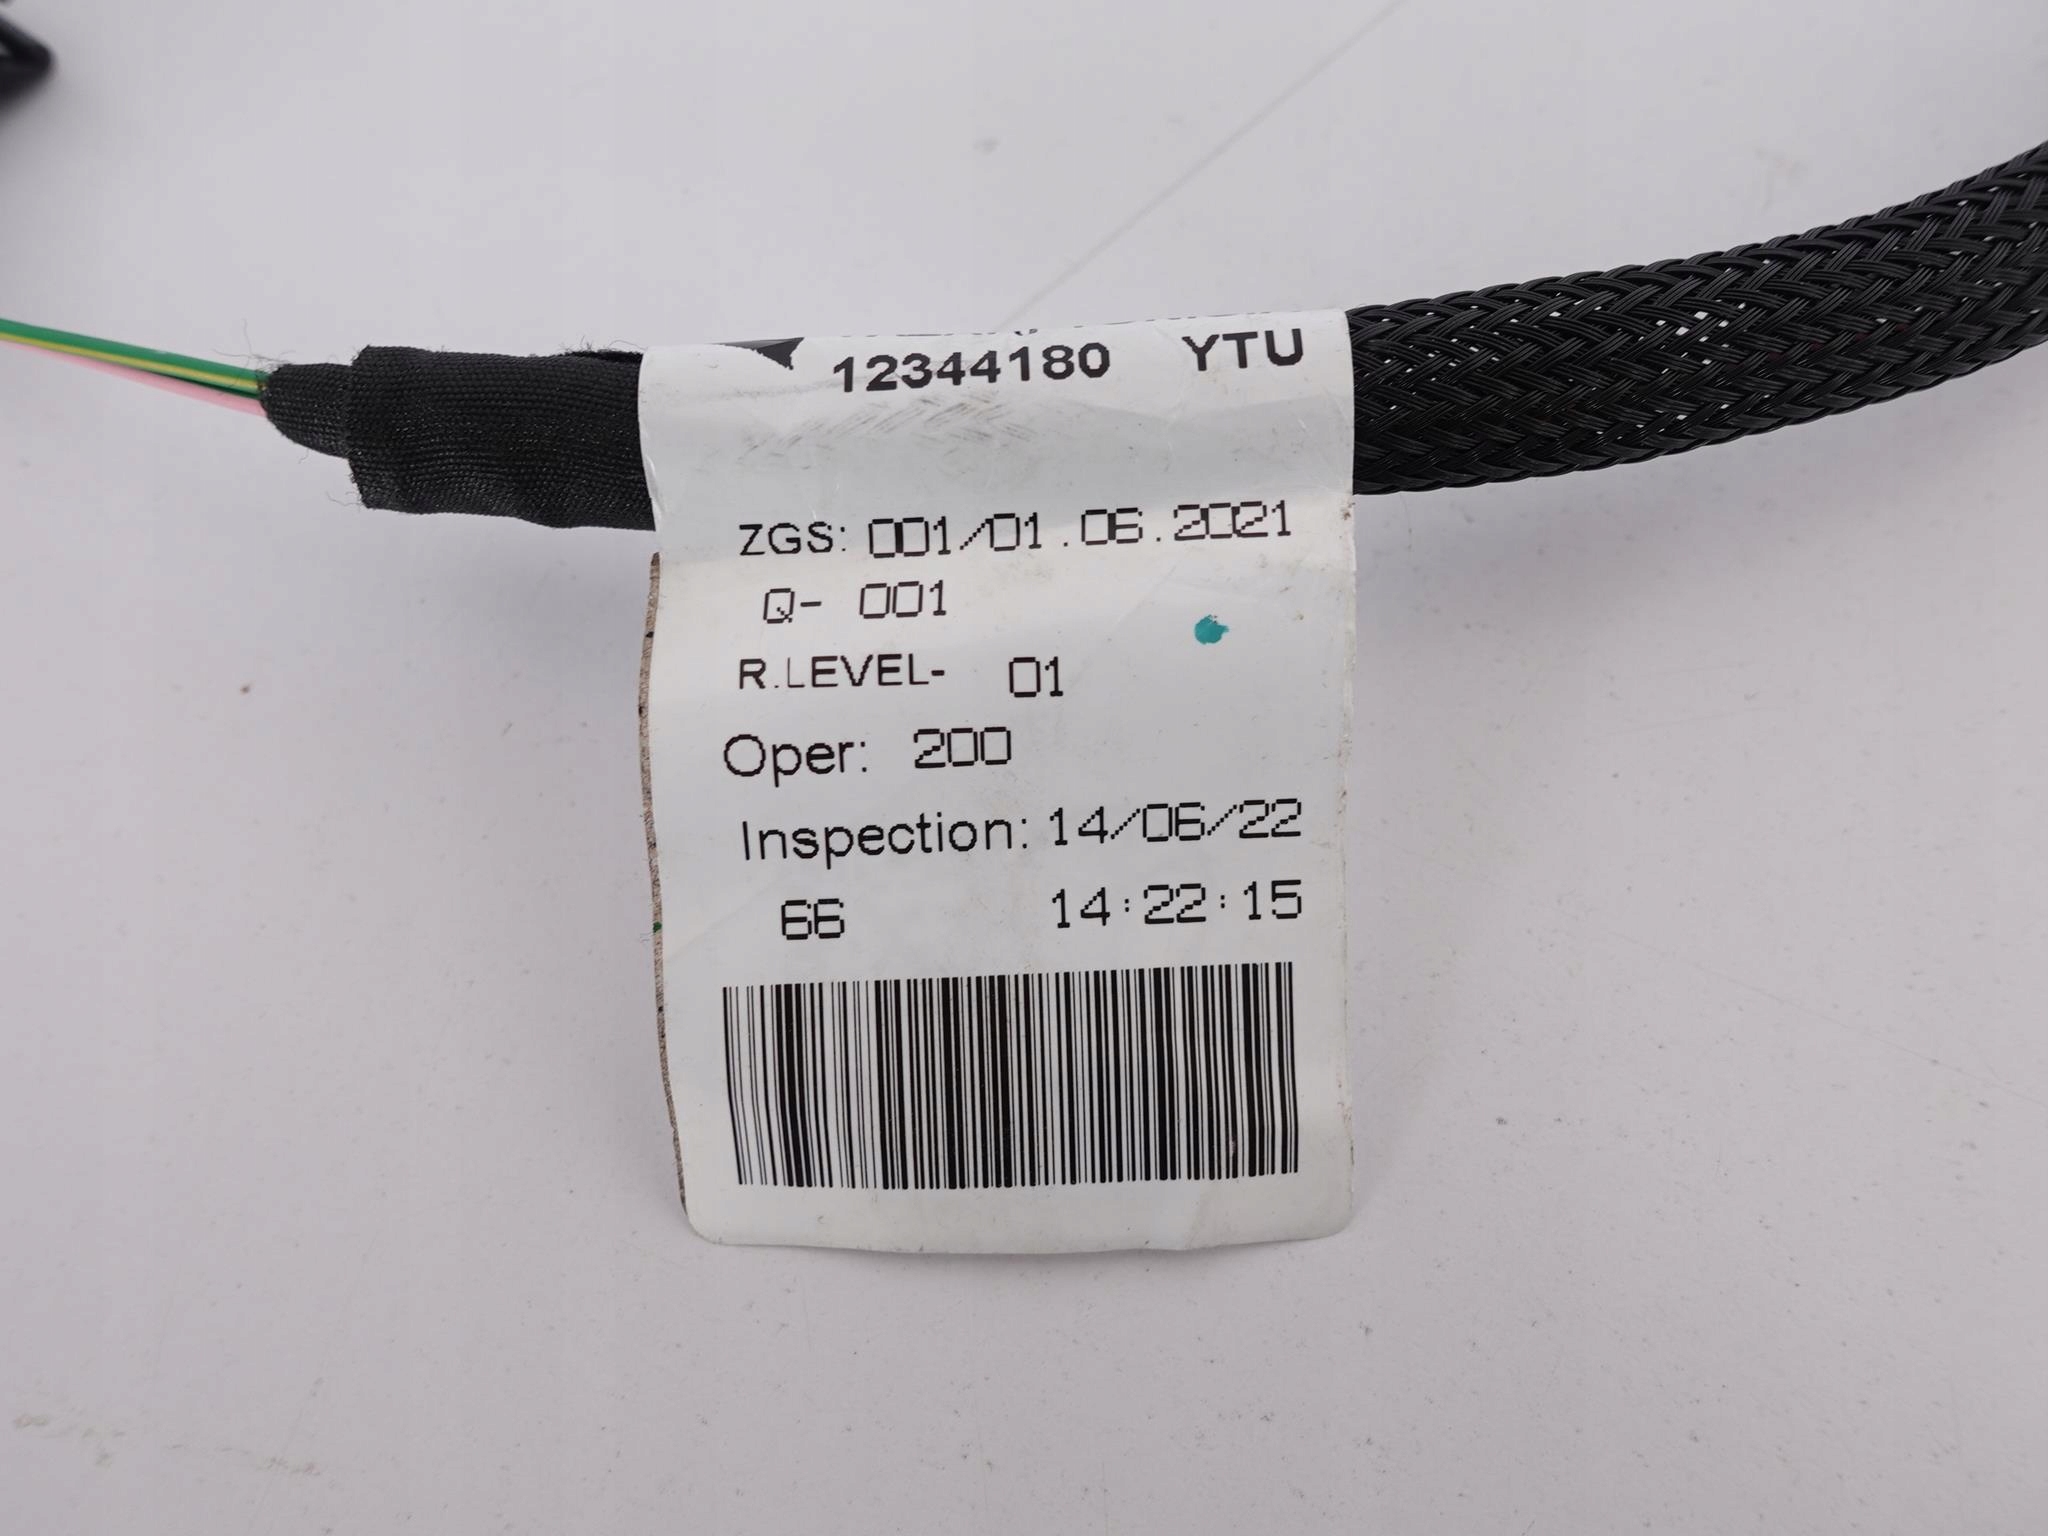 12344180 YTU
ZGS: 001/01.06.2021
Q- 001
R.LEVEL- 01
Oper: 200
Inspection: 14/06/22
66 14:22:15